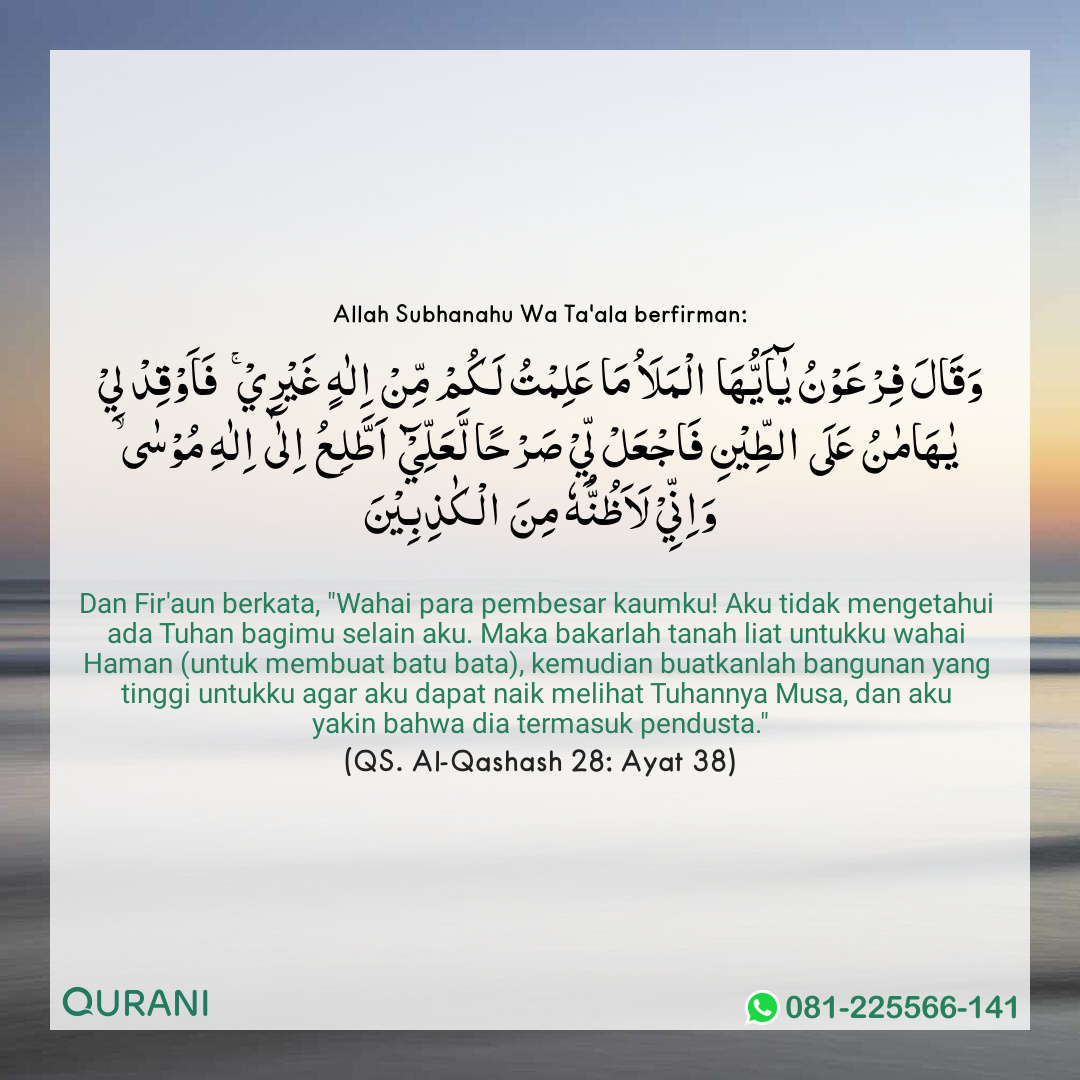 Allah Subhanahu Wa Ta'ala berfirman:
وَقَالَ فِرْعَوْنُ يٰۤاَيُّهَا الْمَلَاُ مَا عَلِمْتُ لَـكُمْ مِّنْ اِلٰهٍ غَيْرِيْ ۚ فَاَوْقِدْ لِيْ
يٰهَامٰنُ عَلَى الطِّيْنِ فَاجْعَلْ لِّيْ صَرْحًا لَّعَلِّيْۤ اَطَّلِعُ اِلٰۤى اِلٰهِ مُوْسٰى ۙ
وَاِنِّيْ لَاَظُنُّهٗ مِنَ الْـكٰذِبِيْنَ
Dan Fir'aun berkata, "Wahai para pembesar kaumku! Aku tidak mengetahui
ada Tuhan bagimu selain aku. Maka bakarlah tanah liat untukku wahai
Haman (untuk membuat batu bata), kemudian buatkanlah bangunan yang
tinggi untukku agar aku dapat naik melihat Tuhannya Musa, dan aku
yakin bahwa dia termasuk pendusta."
(QS. Al-Qashash 28: Ayat 38)
QURANI
081-225566-141